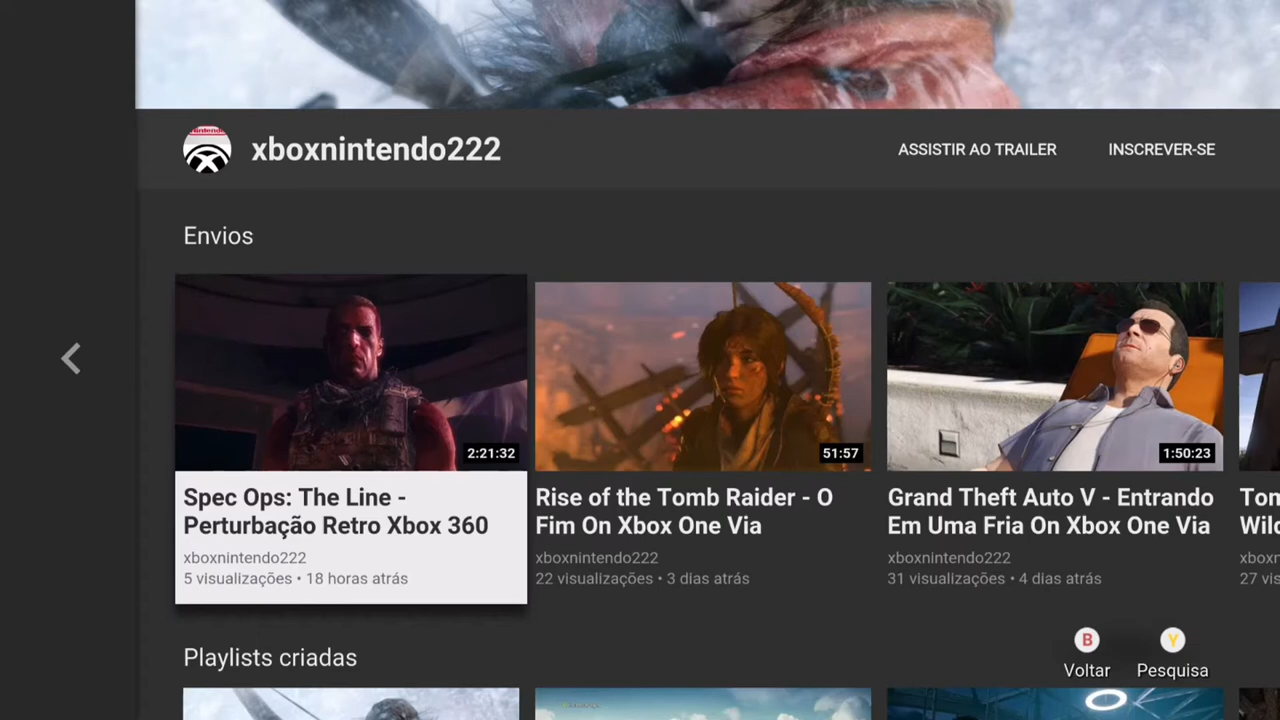 Nintendo
xboxnintendo222
ASSISTIR AO TRAILER
INSCREVER-SE
Envios
2:21:32
51:57
1:50:23
Spec Ops: The Line -
Perturbação Retro Xbox 360
xboxnintendo222
5 visualizações • 18 horas atrás
Rise of the Tomb Raider - O
Fim On Xbox One Via
xboxnintendo222
22 visualizações • 3 dias atrás
Grand Theft Auto V - Entrando
Em Uma Fria On Xbox One Via
xboxnintendo222
31 visualizações • 4 dias atrás
Playlists criadas
B
Voltar
Y
Pesquisa